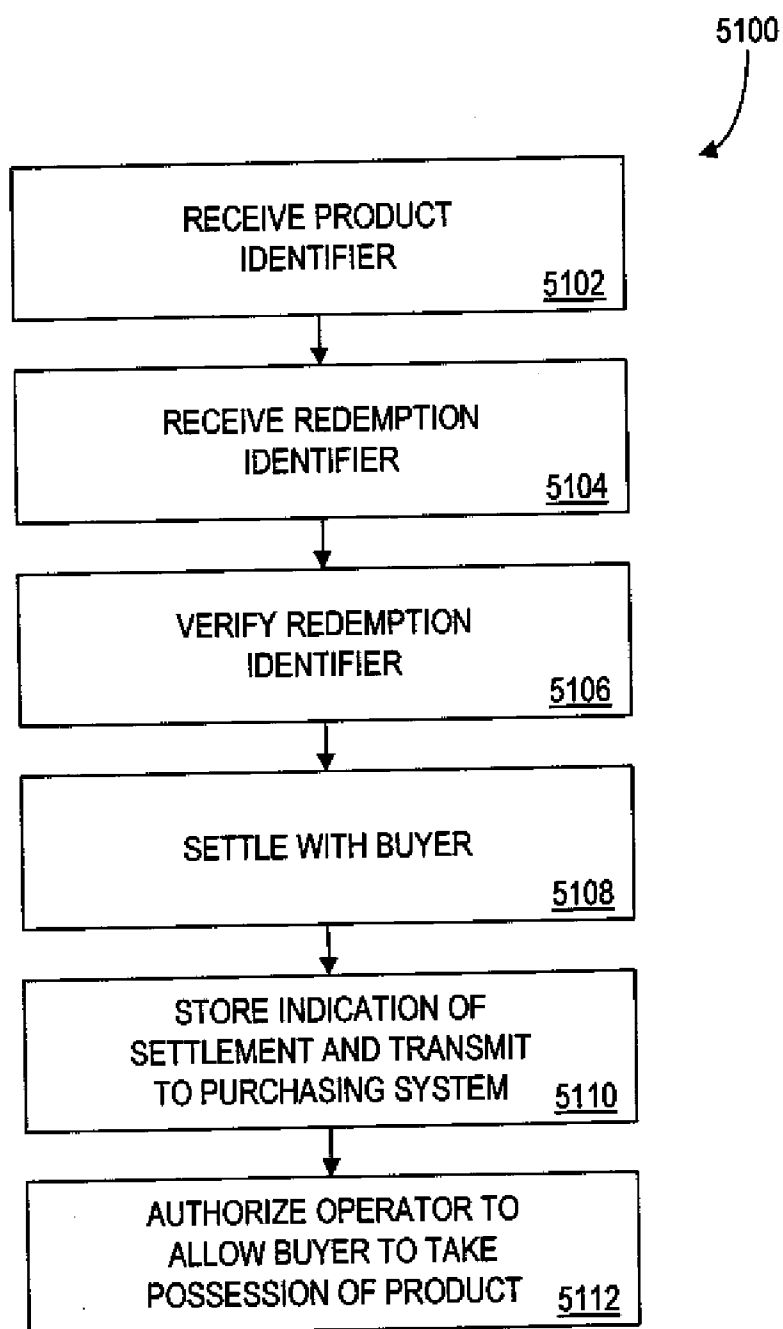 5100
RECEIVE PRODUCT
IDENTIFIER
5102
RECEIVE REDEMPTION
IDENTIFIER
5104
VERIFY REDEMPTION
IDENTIFIER
5106
SETTLE WITH BUYER
5108
STORE INDICATION OF
SETTLEMENT AND TRANSMIT
TO PURCHASING SYSTEM
5110
AUTHORIZE OPERATOR TO
ALLOW BUYER TO TAKE
POSSESSION OF PRODUCT
5112